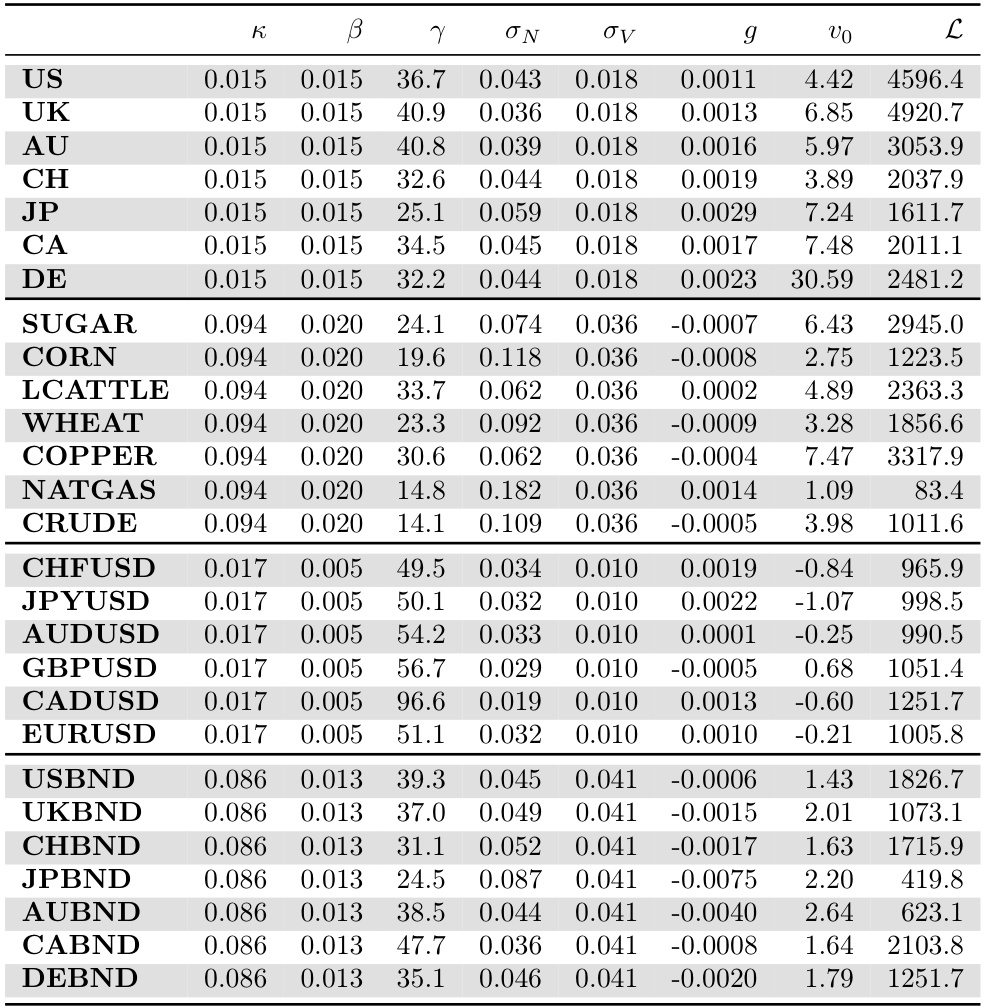 κ β γ σ_N σ_V g v_0 ℒ
US 0.015 0.015 36.7 0.043 0.018 0.0011 4.42 4596.4
UK 0.015 0.015 40.9 0.036 0.018 0.0013 6.85 4920.7
AU 0.015 0.015 40.8 0.039 0.018 0.0016 5.97 3053.9
CH 0.015 0.015 32.6 0.044 0.018 0.0019 3.89 2037.9
JP 0.015 0.015 25.1 0.059 0.018 0.0029 7.24 1611.7
CA 0.015 0.015 34.5 0.045 0.018 0.0017 7.48 2011.1
DE 0.015 0.015 32.2 0.044 0.018 0.0023 30.59 2481.2
SUGAR 0.094 0.020 24.1 0.074 0.036 -0.0007 6.43 2945.0
CORN 0.094 0.020 19.6 0.118 0.036 -0.0008 2.75 1223.5
LCATTLE 0.094 0.020 33.7 0.062 0.036 0.0002 4.89 2363.3
WHEAT 0.094 0.020 23.3 0.092 0.036 -0.0009 3.28 1856.6
COPPER 0.094 0.020 30.6 0.062 0.036 -0.0004 7.47 3317.9
NATGAS 0.094 0.020 14.8 0.182 0.036 0.0014 1.09 83.4
CRUDE 0.094 0.020 14.1 0.109 0.036 -0.0005 3.98 1011.6
CHFUSD 0.017 0.005 49.5 0.034 0.010 0.0019 -0.84 965.9
JPYUSD 0.017 0.005 50.1 0.032 0.010 0.0022 -1.07 998.5
AUDUSD 0.017 0.005 54.2 0.033 0.010 0.0001 -0.25 990.5
GBPUSD 0.017 0.005 56.7 0.029 0.010 -0.0005 0.68 1051.4
CADUSD 0.017 0.005 96.6 0.019 0.010 0.0013 -0.60 1251.7
EURUSD 0.017 0.005 51.1 0.032 0.010 0.0010 -0.21 1005.8
USBND 0.086 0.013 39.3 0.045 0.041 -0.0006 1.43 1826.7
UKBND 0.086 0.013 37.0 0.049 0.041 -0.0015 2.01 1073.1
CHBND 0.086 0.013 31.1 0.052 0.041 -0.0017 1.63 1715.9
JPBND 0.086 0.013 24.5 0.087 0.041 -0.0075 2.20 419.8
AUBND 0.086 0.013 38.5 0.044 0.041 -0.0040 2.64 623.1
CABND 0.086 0.013 47.7 0.036 0.041 -0.0008 1.64 2103.8
DEBND 0.086 0.013 35.1 0.046 0.041 -0.0020 1.79 1251.7